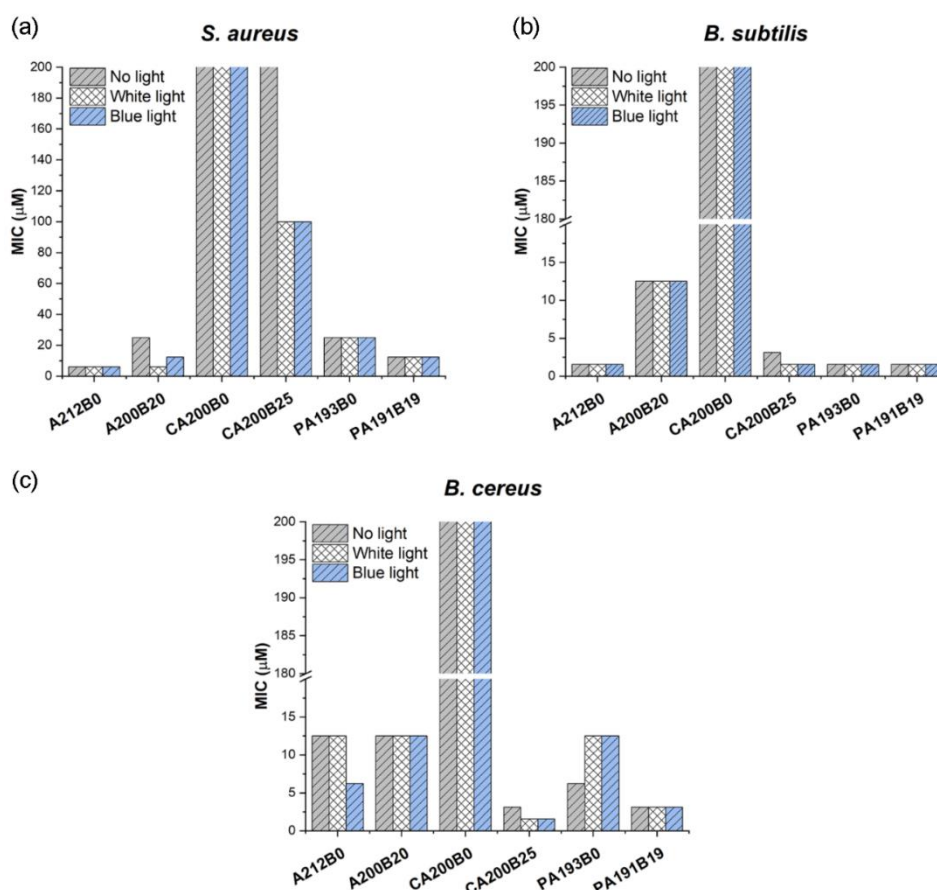 (a)
S. aureus
MIC (μM)
200
180
160
140
120
100
80
60
40
20
0
No light
White light
Blue light
A212B0
A200B20
CA200B0
CA200B25
PA193B0
PA191B19
(b)
B. subtilis
MIC (μM)
200
195
190
185
180
15
10
5
0
No light
White light
Blue light
A212B0
A200B20
CA200B0
CA200B25
PA193B0
PA191B19
(c)
B. cereus
MIC (μM)
200
195
190
185
180
15
10
5
0
No light
White light
Blue light
A212B0
A200B20
CA200B0
CA200B25
PA193B0
PA191B19